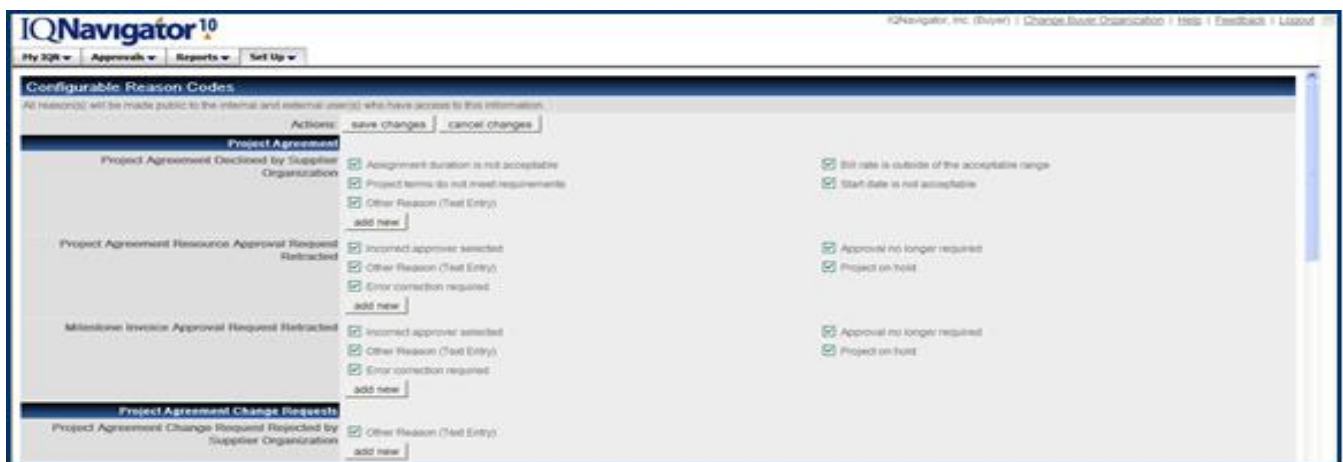 IQNavigator 10
IQNavigator, Inc. (Buyer) | Change Buyer Organization | Help | Feedback | Logout
My IQN Approvals Reports Set Up
Configurable Reason Codes
All reason(s) will be made public to the internal and external user(s) who have access to this information.
Actions: save changes cancel changes
Project Agreement
Project Agreement Declined by Supplier Organization
Assignment duration is not acceptable
Bill rate is outside of the acceptable range
Project terms do not meet requirements
Start date is not acceptable
Other Reason (Text Entry)
add new
Project Agreement Resource Approval Request Retracted
Incorrect approver selected
Approval no longer required
Other Reason (Text Entry)
Project on hold
Error correction required
add new
Milestone Invoice Approval Request Retracted
Incorrect approver selected
Approval no longer required
Other Reason (Text Entry)
Project on hold
Error correction required
add new
Project Agreement Change Requests
Project Agreement Change Request Rejected by Supplier Organization
Other Reason (Text Entry)
add new